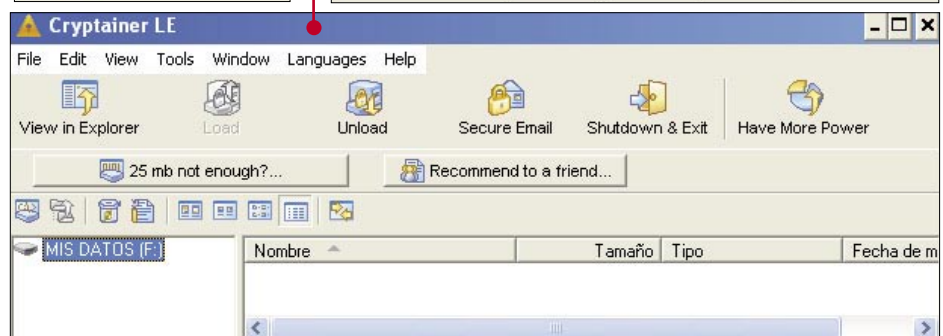 Cryptainer LE
File Edit View Tools Window Languages Help
View in Explorer Load Unload Secure Email Shutdown & Exit Have More Power
25 mb not enough?... Recommend to a friend...
MIS DATOS (F:) Nombre Tamaño Tipo Fecha de m